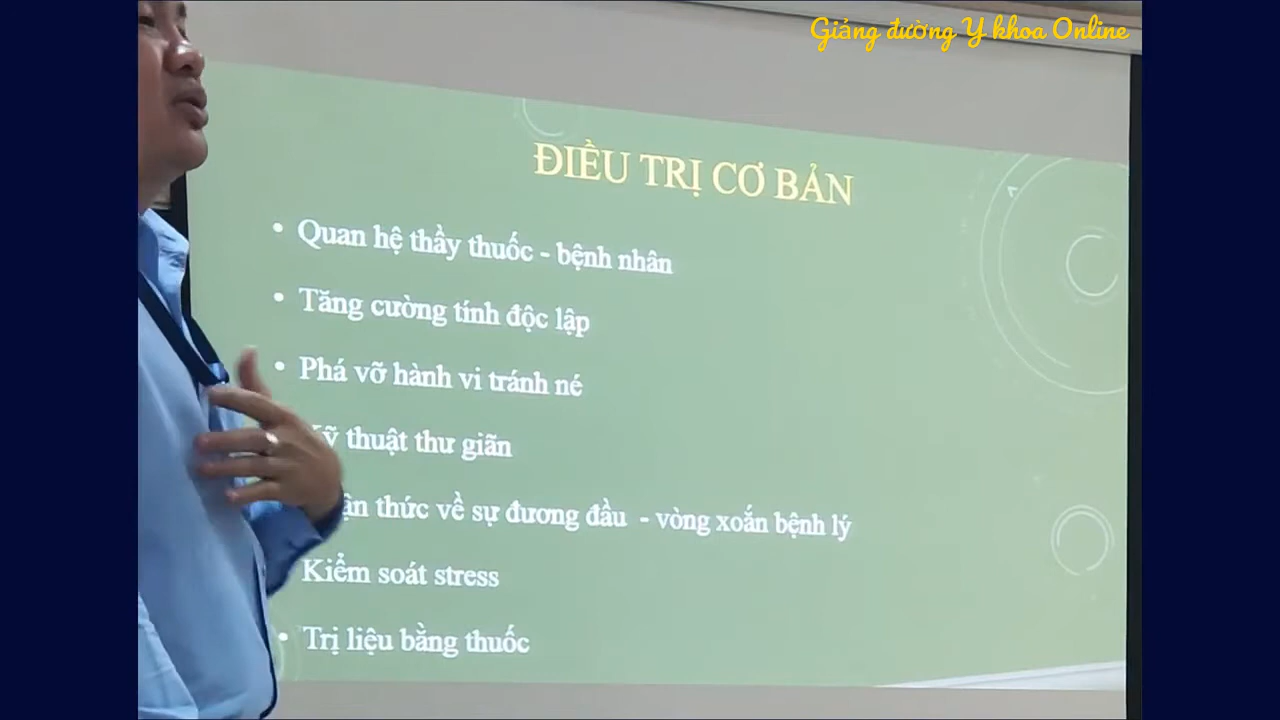 Giảng đường Y khoa Online
ĐIỀU TRỊ CƠ BẢN
• Quan hệ thầy thuốc - bệnh nhân
• Tăng cường tính độc lập
• Phá vỡ hành vi tránh né
thuật thư giãn
thức về sự đương đầu - vòng xoắn bệnh lý
Kiểm soát stress
• Trị liệu bằng thuốc